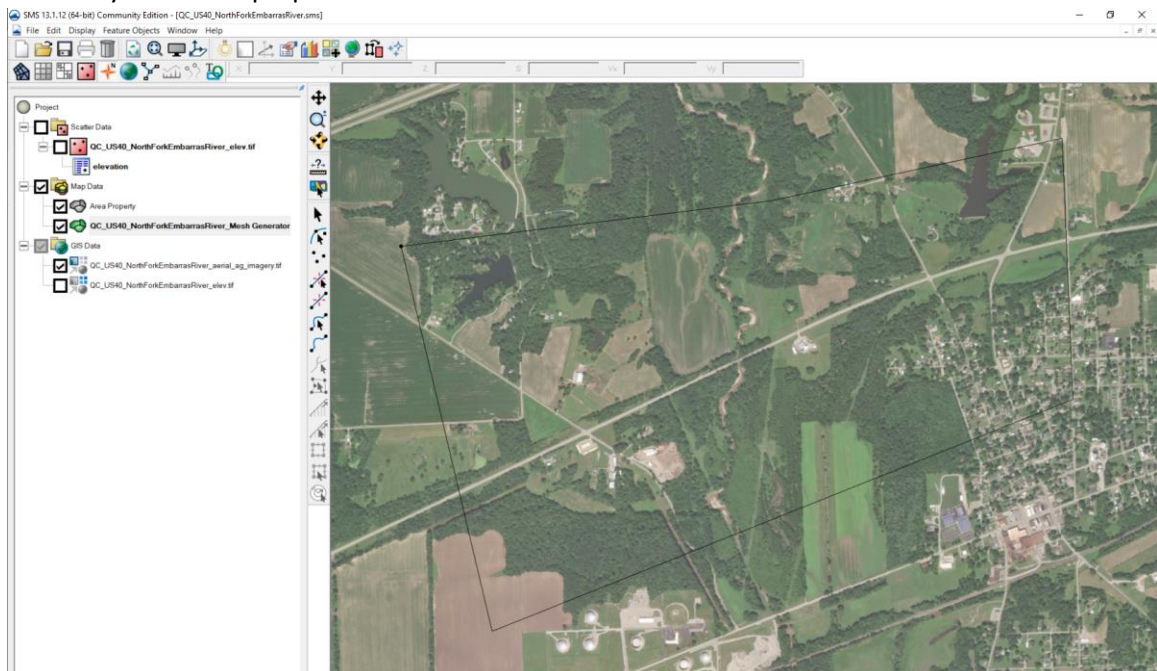 SMS 13.1.12 (64-bit) Community Edition - [QC_US40_NorthForkEmbarrasRiver.sms]
File Edit Display Feature Objects Window Help
X: Y: Z: S: Vx: Vy:
Project
Scatter Data
QC_US40_NorthForkEmbarrasRiver_elev.tif
elevation
Map Data
Area Property
QC_US40_NorthForkEmbarrasRiver_Mesh Generator
GIS Data
QC_US40_NorthForkEmbarrasRiver_aerial_ag_imagery.tif
QC_US40_NorthForkEmbarrasRiver_elev.tif